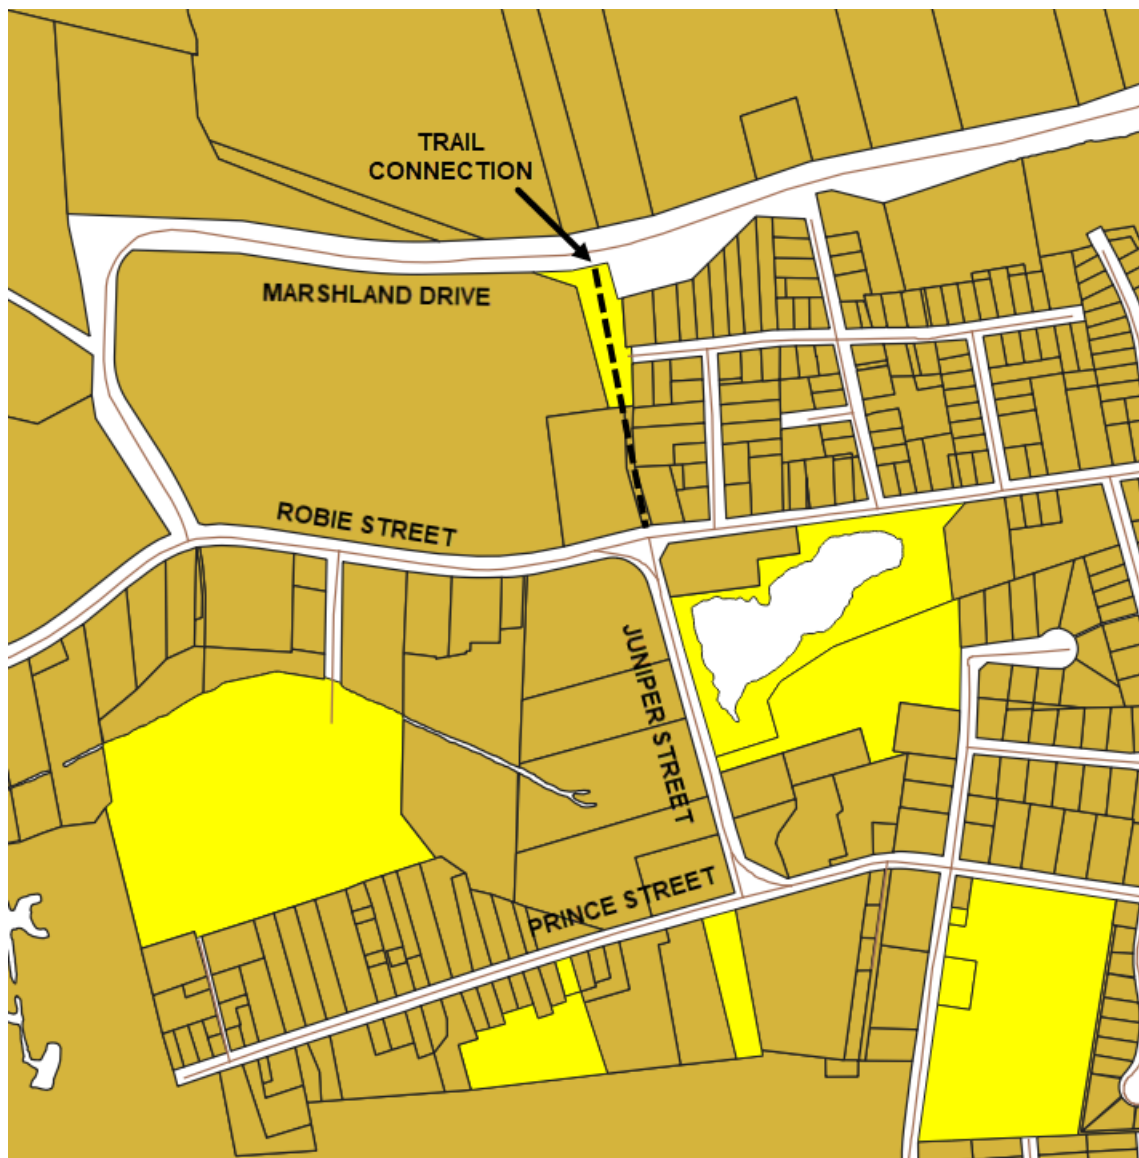 TRAIL
CONNECTION
MARSHLAND DRIVE
ROBIE STREET
JUNIPER STREET
PRINCE STREET